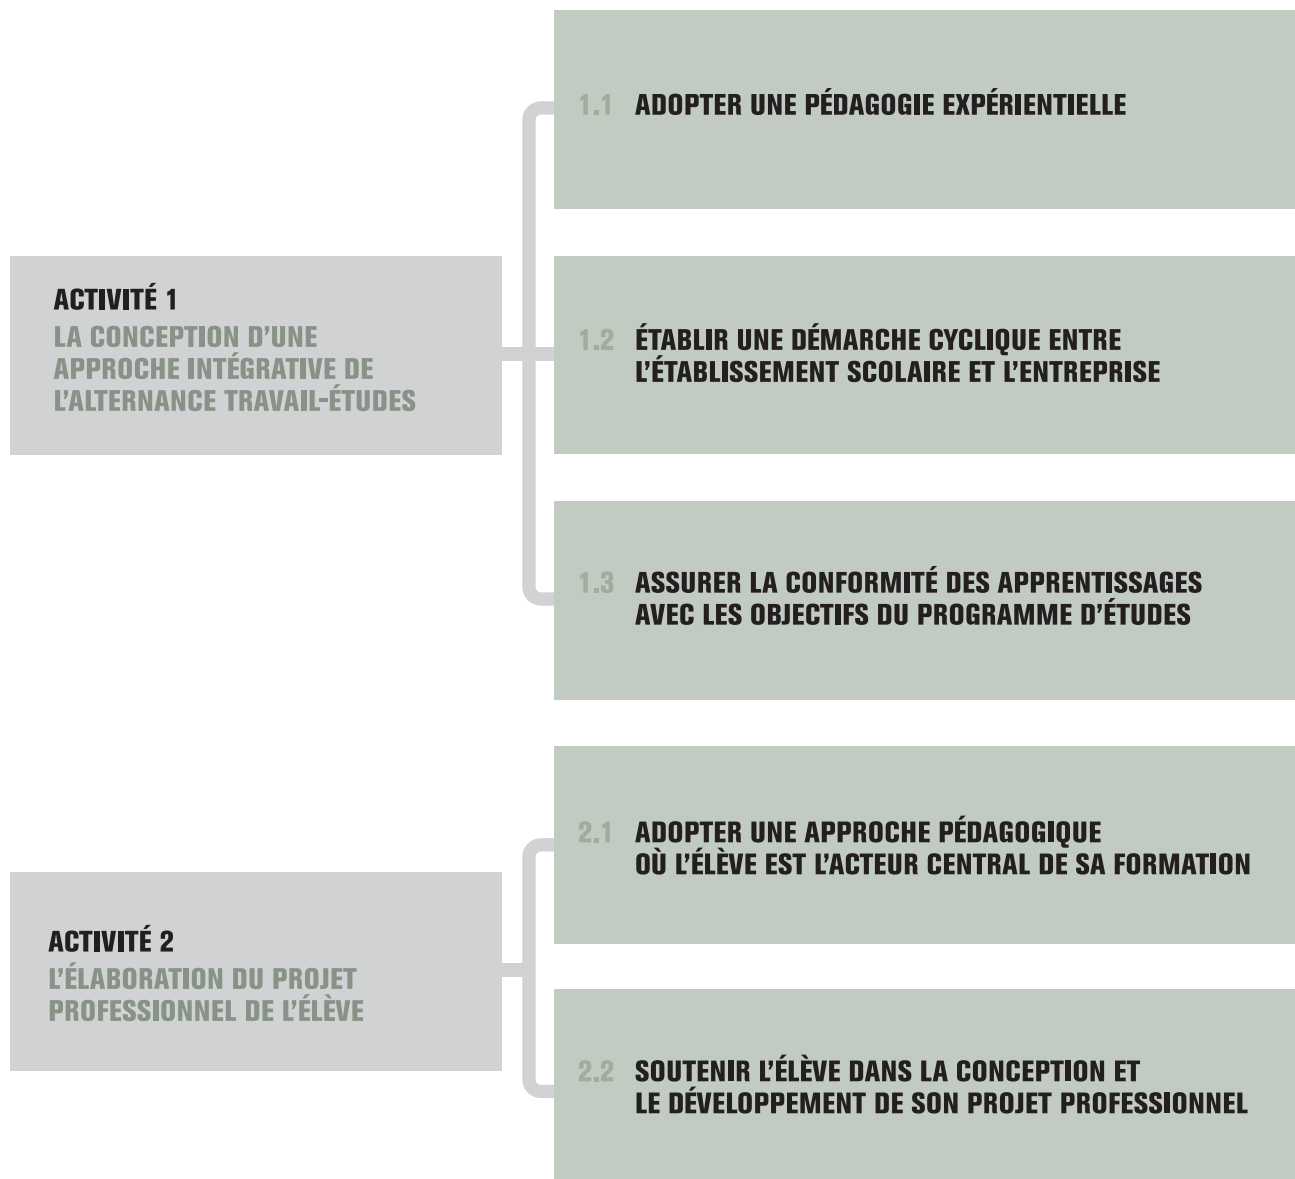 ACTIVITÉ 1
LA CONCEPTION D'UNE
APPROCHE INTÉGRATIVE DE
L'ALTERNANCE TRAVAIL-ÉTUDES
1.1 ADOPTER UNE PÉDAGOGIE EXPÉRIENTIELLE
1.2 ÉTABLIR UNE DÉMARCHE CYCLIQUE ENTRE
L'ÉTABLISSEMENT SCOLAIRE ET L'ENTREPRISE
1.3 ASSURER LA CONFORMITÉ DES APPRENTISSAGES
AVEC LES OBJECTIFS DU PROGRAMME D'ÉTUDES
ACTIVITÉ 2
L'ÉLABORATION DU PROJET
PROFESSIONNEL DE L'ÉLÈVE
2.1 ADOPTER UNE APPROCHE PÉDAGOGIQUE
OÙ L'ÉLÈVE EST L'ACTEUR CENTRAL DE SA FORMATION
2.2 SOUTENIR L'ÉLÈVE DANS LA CONCEPTION ET
LE DÉVELOPPEMENT DE SON PROJET PROFESSIONNEL